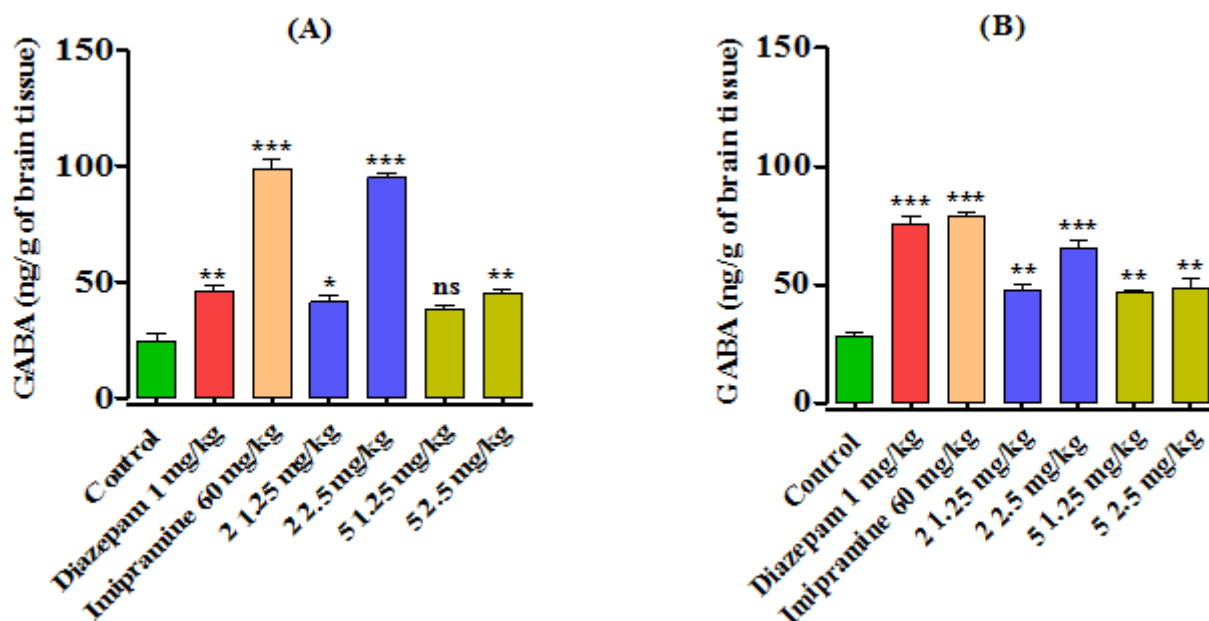 (A)
GABA (ng/g of brain tissue)
150
100
50
0
**
***
*
***
ns
**
Control
Diazepam 1 mg/kg
Imipramine 60 mg/kg
2 1.25 mg/kg
2 2.5 mg/kg
5 1.25 mg/kg
5 2.5 mg/kg
(B)
GABA (ng/g of brain tissue)
150
100
50
0
***
***
**
***
**
**
Control
Diazepam 1 mg/kg
Imipramine 60 mg/kg
2 1.25 mg/kg
2 2.5 mg/kg
5 1.25 mg/kg
5 2.5 mg/kg